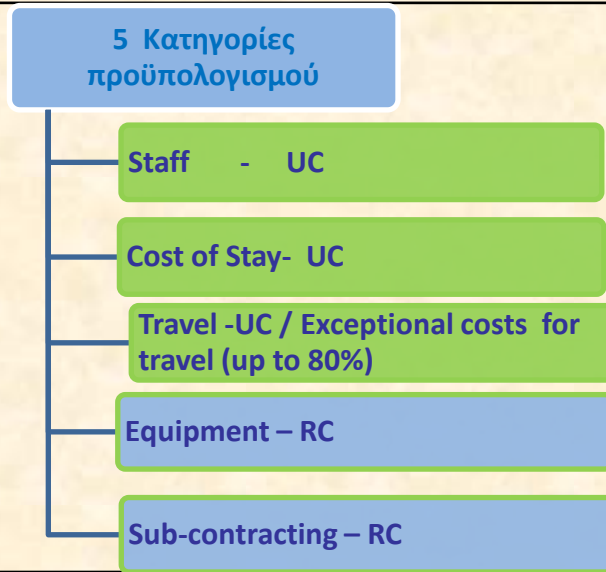 5 Κατηγορίες
προϋπολογισμού
Staff - UC
Cost of Stay- UC
Travel -UC / Exceptional costs for
travel (up to 80%)
Equipment – RC
Sub-contracting – RC